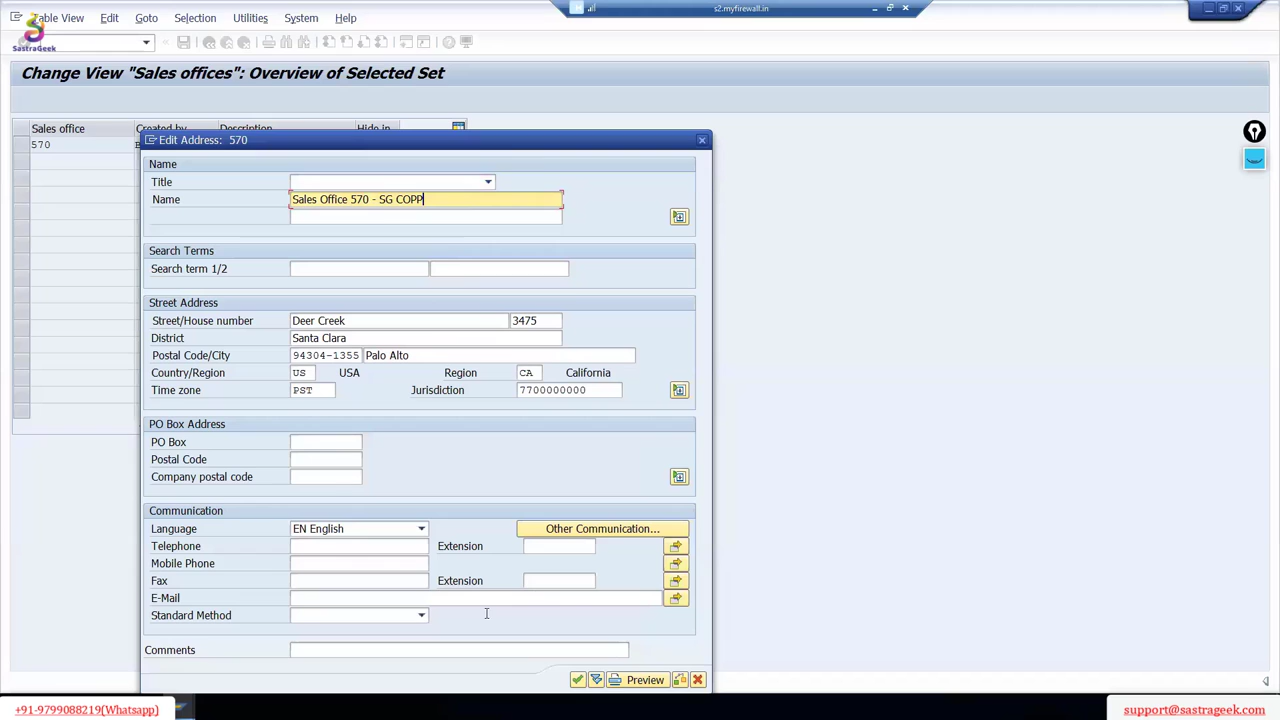 Table View Edit Goto Selection Utilities System Help
s2.myfirewall.in
SastraGeek
Change View "Sales offices": Overview of Selected Set
Sales office Created by Description Hide in
570
Edit Address: 570
Name
Title
Name Sales Office 570 - SG COPP
Search Terms
Search term 1/2
Street Address
Street/House number Deer Creek 3475
District Santa Clara
Postal Code/City 94304-1355 Palo Alto
Country/Region US USA Region CA California
Time zone PST Jurisdiction 7700000000
PO Box Address
PO Box
Postal Code
Company postal code
Communication
Language EN English Other Communication...
Telephone Extension
Mobile Phone
Fax Extension
E-Mail
Standard Method
Comments
Preview
+91-9799088219(Whatsapp)
support@sastrageek.com